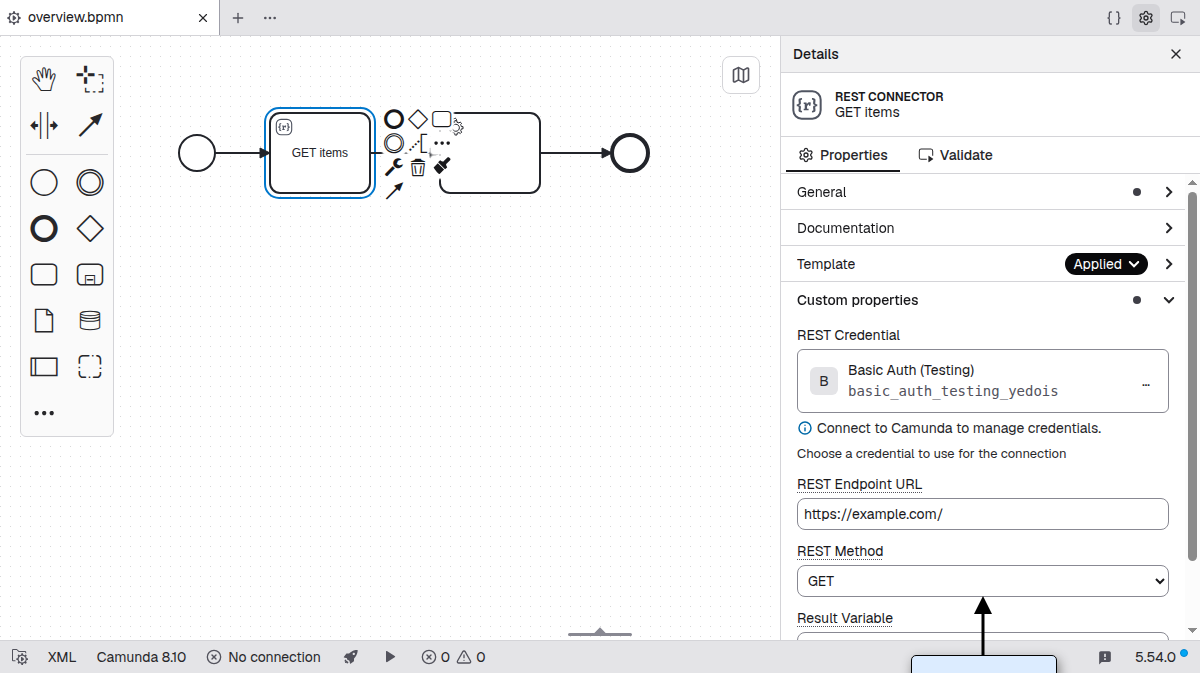 overview.bpmn
Details
REST CONNECTOR
GET items
{r}
{r}
GET items
Properties
Validate
General
Documentation
Template
Applied
Custom properties
REST Credential
B
Basic Auth (Testing)
basic_auth_testing_yedois
...
Connect to Camunda to manage credentials.
Choose a credential to use for the connection
REST Endpoint URL
https://example.com/
REST Method
GET
Result Variable
XML
Camunda 8.10
No connection
0
0
5.54.0